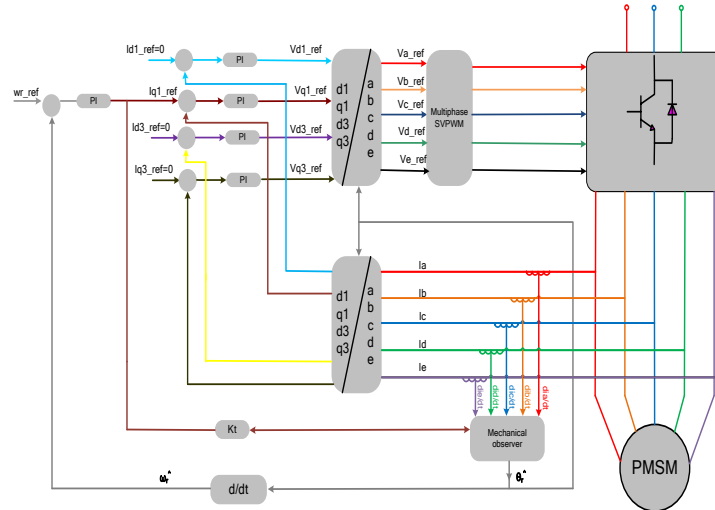 Id1_ref=0
PI
Vd1_ref
wr_ref
PI
Iq1_ref
PI
Vq1_ref
Id3_ref=0
PI
Vd3_ref
Iq3_ref=0
PI
Vq3_ref
d1
q1
d3
q3
a
b
c
d
e
Va_ref
Vb_ref
Vc_ref
Vd_ref
Ve_ref
Multiphase
SVPWM
d1
q1
d3
q3
a
b
c
d
e
Ia
Ib
Ic
Id
Ie
die/dt
did/dt
dic/dt
dib/dt
dia/dt
Kt
Mechanical
observer
PMSM
ωr^
d/dt
θr^